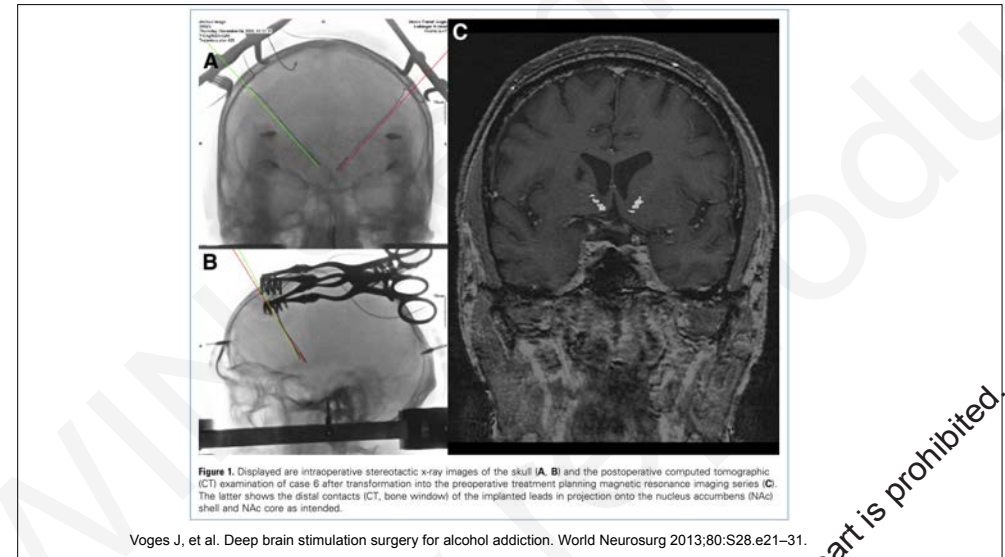 A
B
C
Figure 1. Displayed are intraoperative stereotactic x-ray images of the skull (A, B) and the postoperative computed tomographic
(CT) examination of case 6 after transformation into the preoperative treatment planning magnetic resonance imaging series (C).
The latter shows the distal contacts (CT, bone window) of the implanted leads in projection onto the nucleus accumbens (NAc)
shell and NAc core as intended.
Voges J, et al. Deep brain stimulation surgery for alcohol addiction. World Neurosurg 2013;80:S28.e21–31.
art is prohibited.